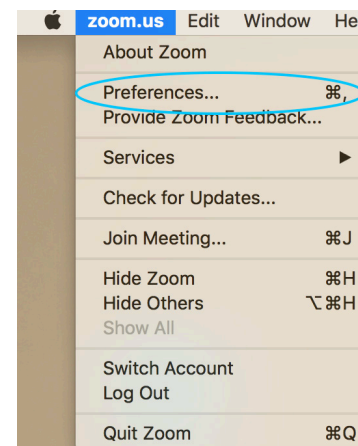 zoom.us Edit Window He
About Zoom
Preferences... ⌘,
Provide Zoom Feedback...
Services ▶
Check for Updates...
Join Meeting... ⌘J
Hide Zoom ⌘H
Hide Others ⌥⌘H
Show All
Switch Account
Log Out
Quit Zoom ⌘Q